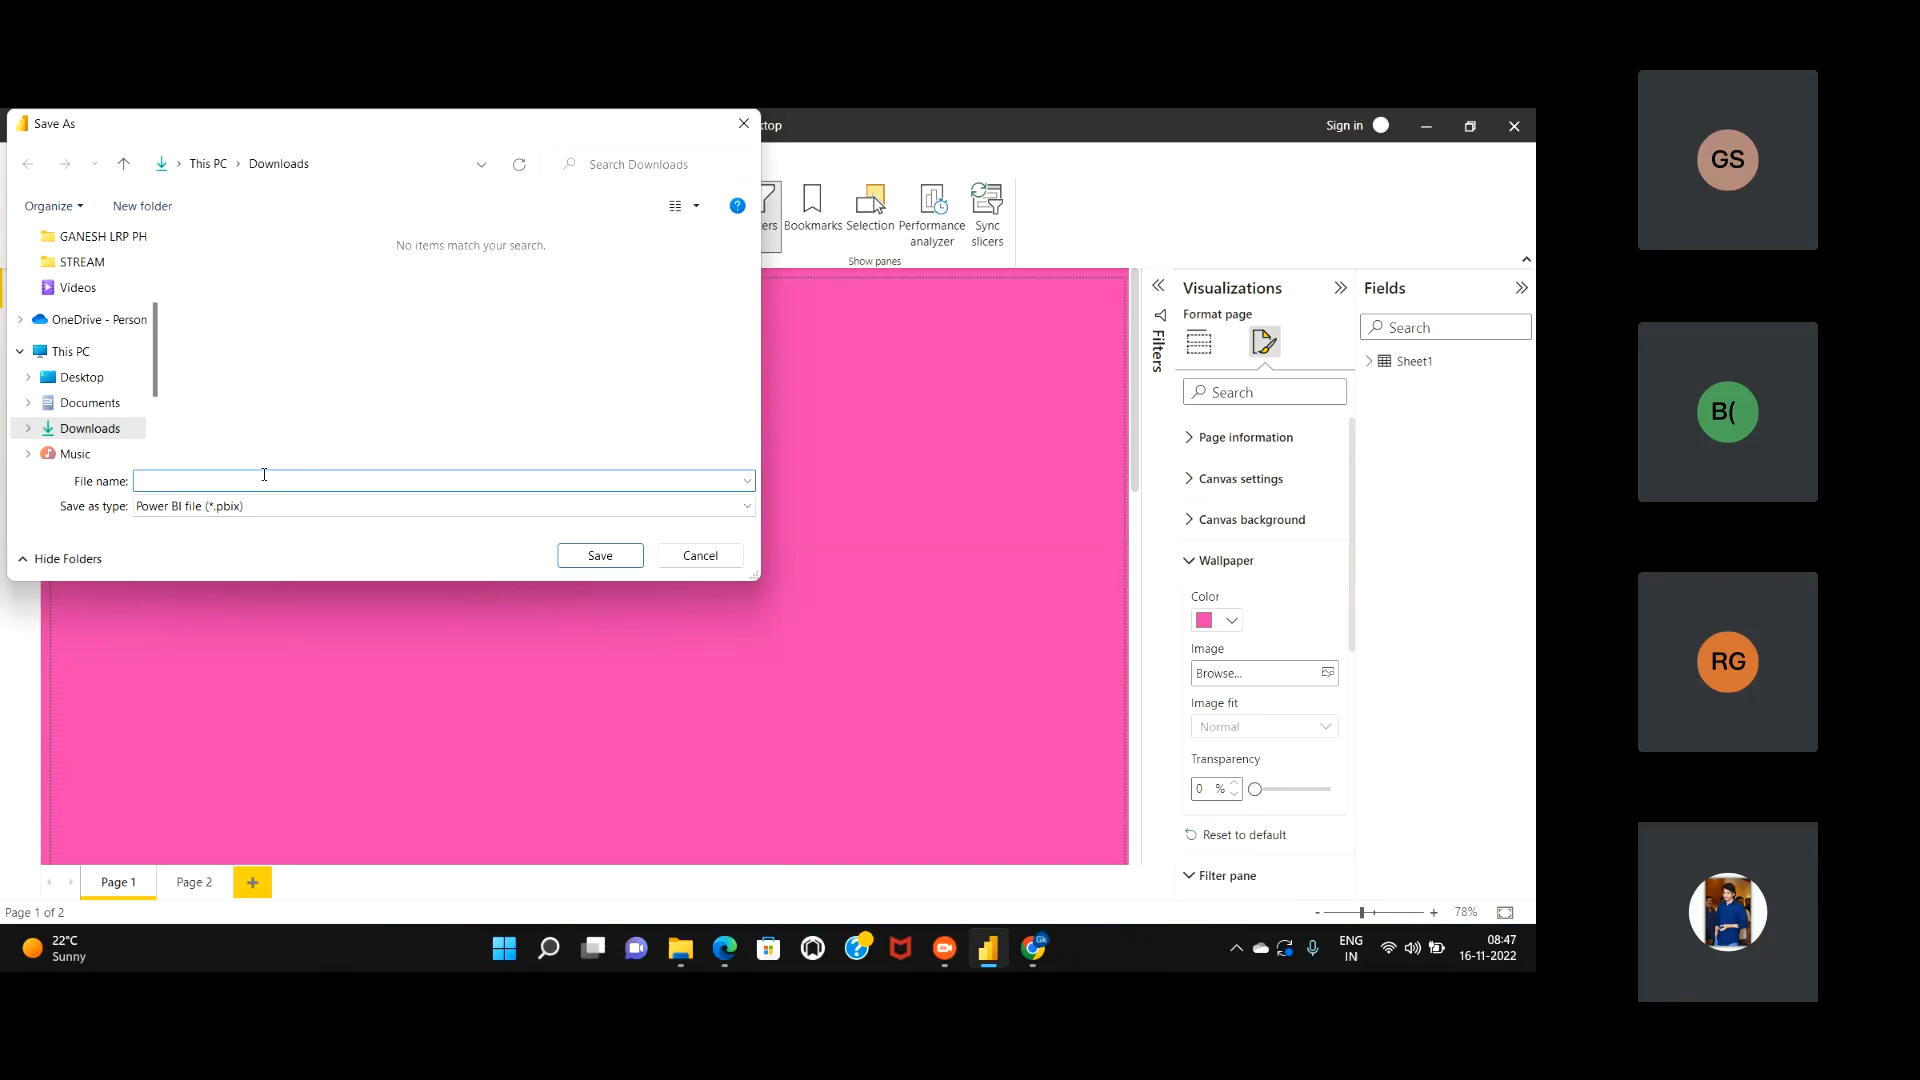 Save As
This PC
Downloads
Search Downloads
Organize
New folder
?
GANESH LRP PH
STREAM
Videos
OneDrive - Person
This PC
Desktop
Documents
Downloads
Music
No items match your search.
File name:
Save as type:
Power BI file (*.pbix)
Hide Folders
Save
Cancel
ktop
Sign in
ers
Bookmarks
Selection
Performance analyzer
Sync slicers
Show panes
Filters
Visualizations
Format page
Search
Page information
Canvas settings
Canvas background
Wallpaper
Color
Image
Browse...
Image fit
Normal
Transparency
0 %
Reset to default
Filter pane
Fields
Search
Sheet1
Page 1
Page 2
+
Page 1 of 2
- + 78%
22°C
Sunny
Gk
ENG
IN
08:47
16-11-2022
GS
B(
RG